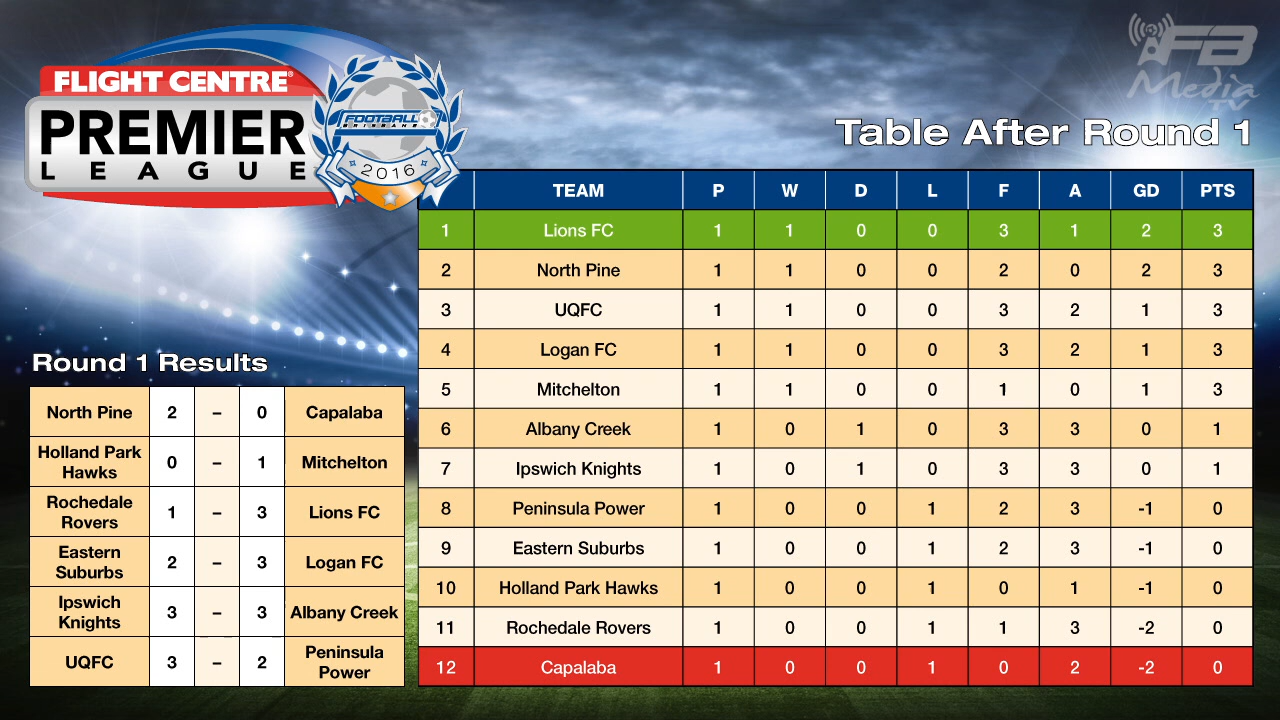 FLIGHT CENTRE®
PREMIER
LEAGUE
FOOTBALL
BRISBANE
2016
FB
Media
TV
Table After Round 1
TEAM P W D L F A GD PTS
1 Lions FC 1 1 0 0 3 1 2 3
2 North Pine 1 1 0 0 2 0 2 3
3 UQFC 1 1 0 0 3 2 1 3
4 Logan FC 1 1 0 0 3 2 1 3
5 Mitchelton 1 1 0 0 1 0 1 3
6 Albany Creek 1 0 1 0 3 3 0 1
7 Ipswich Knights 1 0 1 0 3 3 0 1
8 Peninsula Power 1 0 0 1 2 3 -1 0
9 Eastern Suburbs 1 0 0 1 2 3 -1 0
10 Holland Park Hawks 1 0 0 1 0 1 -1 0
11 Rochedale Rovers 1 0 0 1 1 3 -2 0
12 Capalaba 1 0 0 1 0 2 -2 0
Round 1 Results
North Pine 2 – 0 Capalaba
Holland Park
Hawks 0 – 1 Mitchelton
Rochedale
Rovers 1 – 3 Lions FC
Eastern
Suburbs 2 – 3 Logan FC
Ipswich
Knights 3 – 3 Albany Creek
UQFC 3 – 2 Peninsula
Power